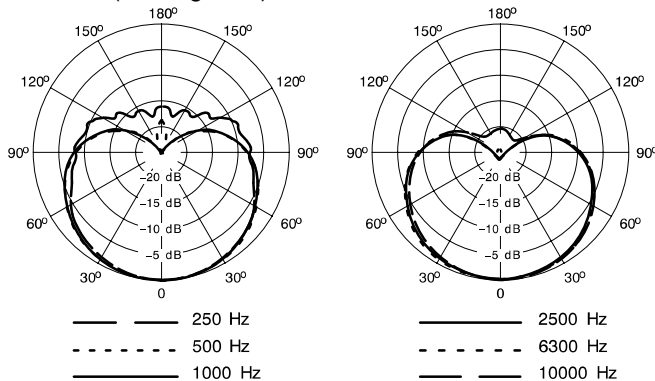 180° 180°
150° 150° 150° 150°
120° 120° 120° 120°
90° 90° 90° 90°
–20 dB –20 dB
–15 dB –15 dB
60° 60° 60° 60°
–10 dB –10 dB
–5 dB –5 dB
30° 30° 30° 30°
0 0
250 Hz 2500 Hz
500 Hz 6300 Hz
1000 Hz 10000 Hz